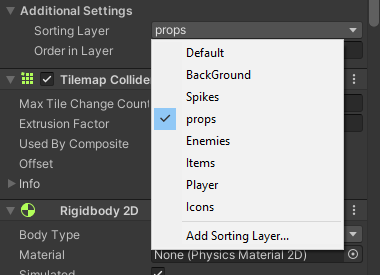 Additional Settings
Sorting Layer props
Order in Layer
Default
BackGround
Spikes
props
Enemies
Items
Player
Icons
Add Sorting Layer...
Tilemap Collide
Max Tile Change Count
Extrusion Factor
Used By Composite
Offset
Info
Rigidbody 2D
Body Type
Material None (Physics Material 2D)
Simulated